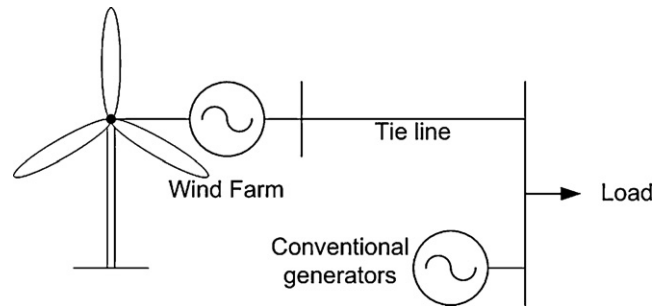 Tie line
Wind Farm
Load
Conventional
generators